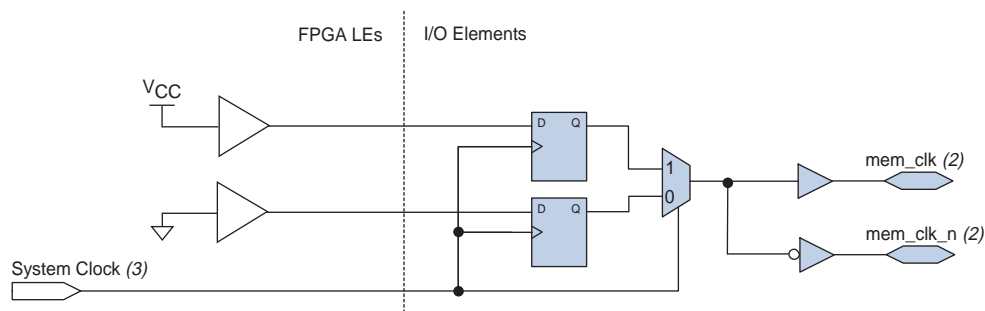 FPGA LEs
I/O Elements
VCC
D Q
1
mem_clk (2)
0
D Q
mem_clk_n (2)
System Clock (3)